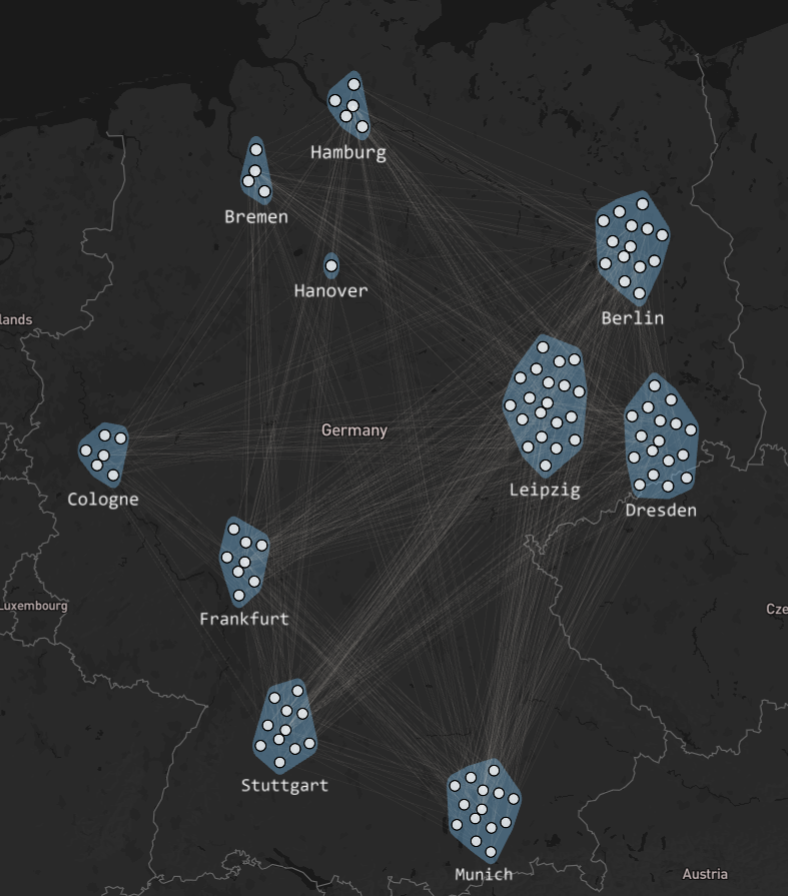 Hamburg
Bremen
Hanover
Berlin
lands
Germany
Leipzig
Cologne
Dresden
Luxembourg
Cze
Frankfurt
Stuttgart
Munich
Austria